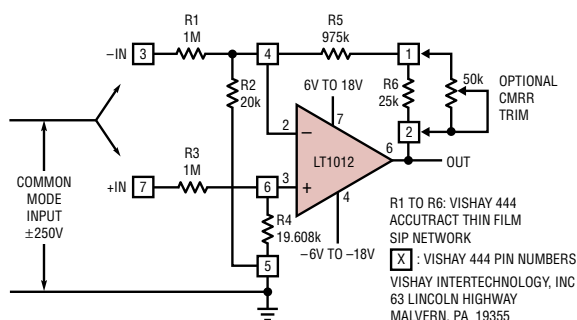 R1
1M
R5
975k
–IN
3
4
1
R2
20k
6V TO 18V
R6
25k
50k
OPTIONAL
CMRR
TRIM
2
7
–
2
6
OUT
LT1012
COMMON
MODE
INPUT
±250V
+IN
7
R3
1M
6
3
+
4
R4
19.608k
–6V TO –18V
5
R1 TO R6: VISHAY 444
ACCUTRACT THIN FILM
SIP NETWORK
X : VISHAY 444 PIN NUMBERS
VISHAY INTERTECHNOLOGY, INC
63 LINCOLN HIGHWAY
MALVERN, PA 19355